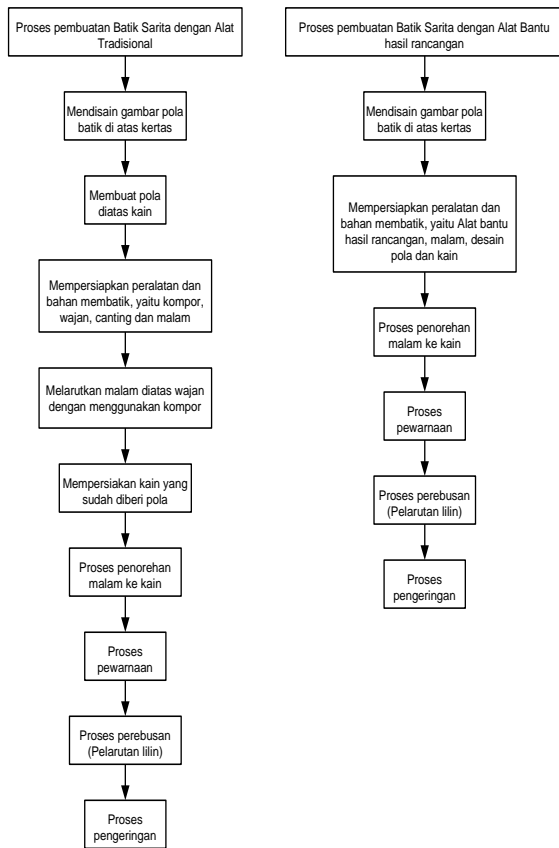 Proses pembuatan Batik Sarita dengan Alat
Tradisional
Mendisain gambar pola
batik di atas kertas
Membuat pola
diatas kain
Mempersiapkan peralatan dan
bahan membatik, yaitu kompor,
wajan, canting dan malam
Melarutkan malam diatas wajan
dengan menggunakan kompor
Mempersiakan kain yang
sudah diberi pola
Proses penorehan
malam ke kain
Proses
pewarnaan
Proses perebusan
(Pelarutan lilin)
Proses
pengeringan
Proses pembuatan Batik Sarita dengan Alat Bantu
hasil rancangan
Mendisain gambar pola
batik di atas kertas
Mempersiapkan peralatan dan
bahan membatik, yaitu Alat bantu
hasil rancangan, malam, desain
pola dan kain
Proses penorehan
malam ke kain
Proses
pewarnaan
Proses perebusan
(Pelarutan lilin)
Proses
pengeringan